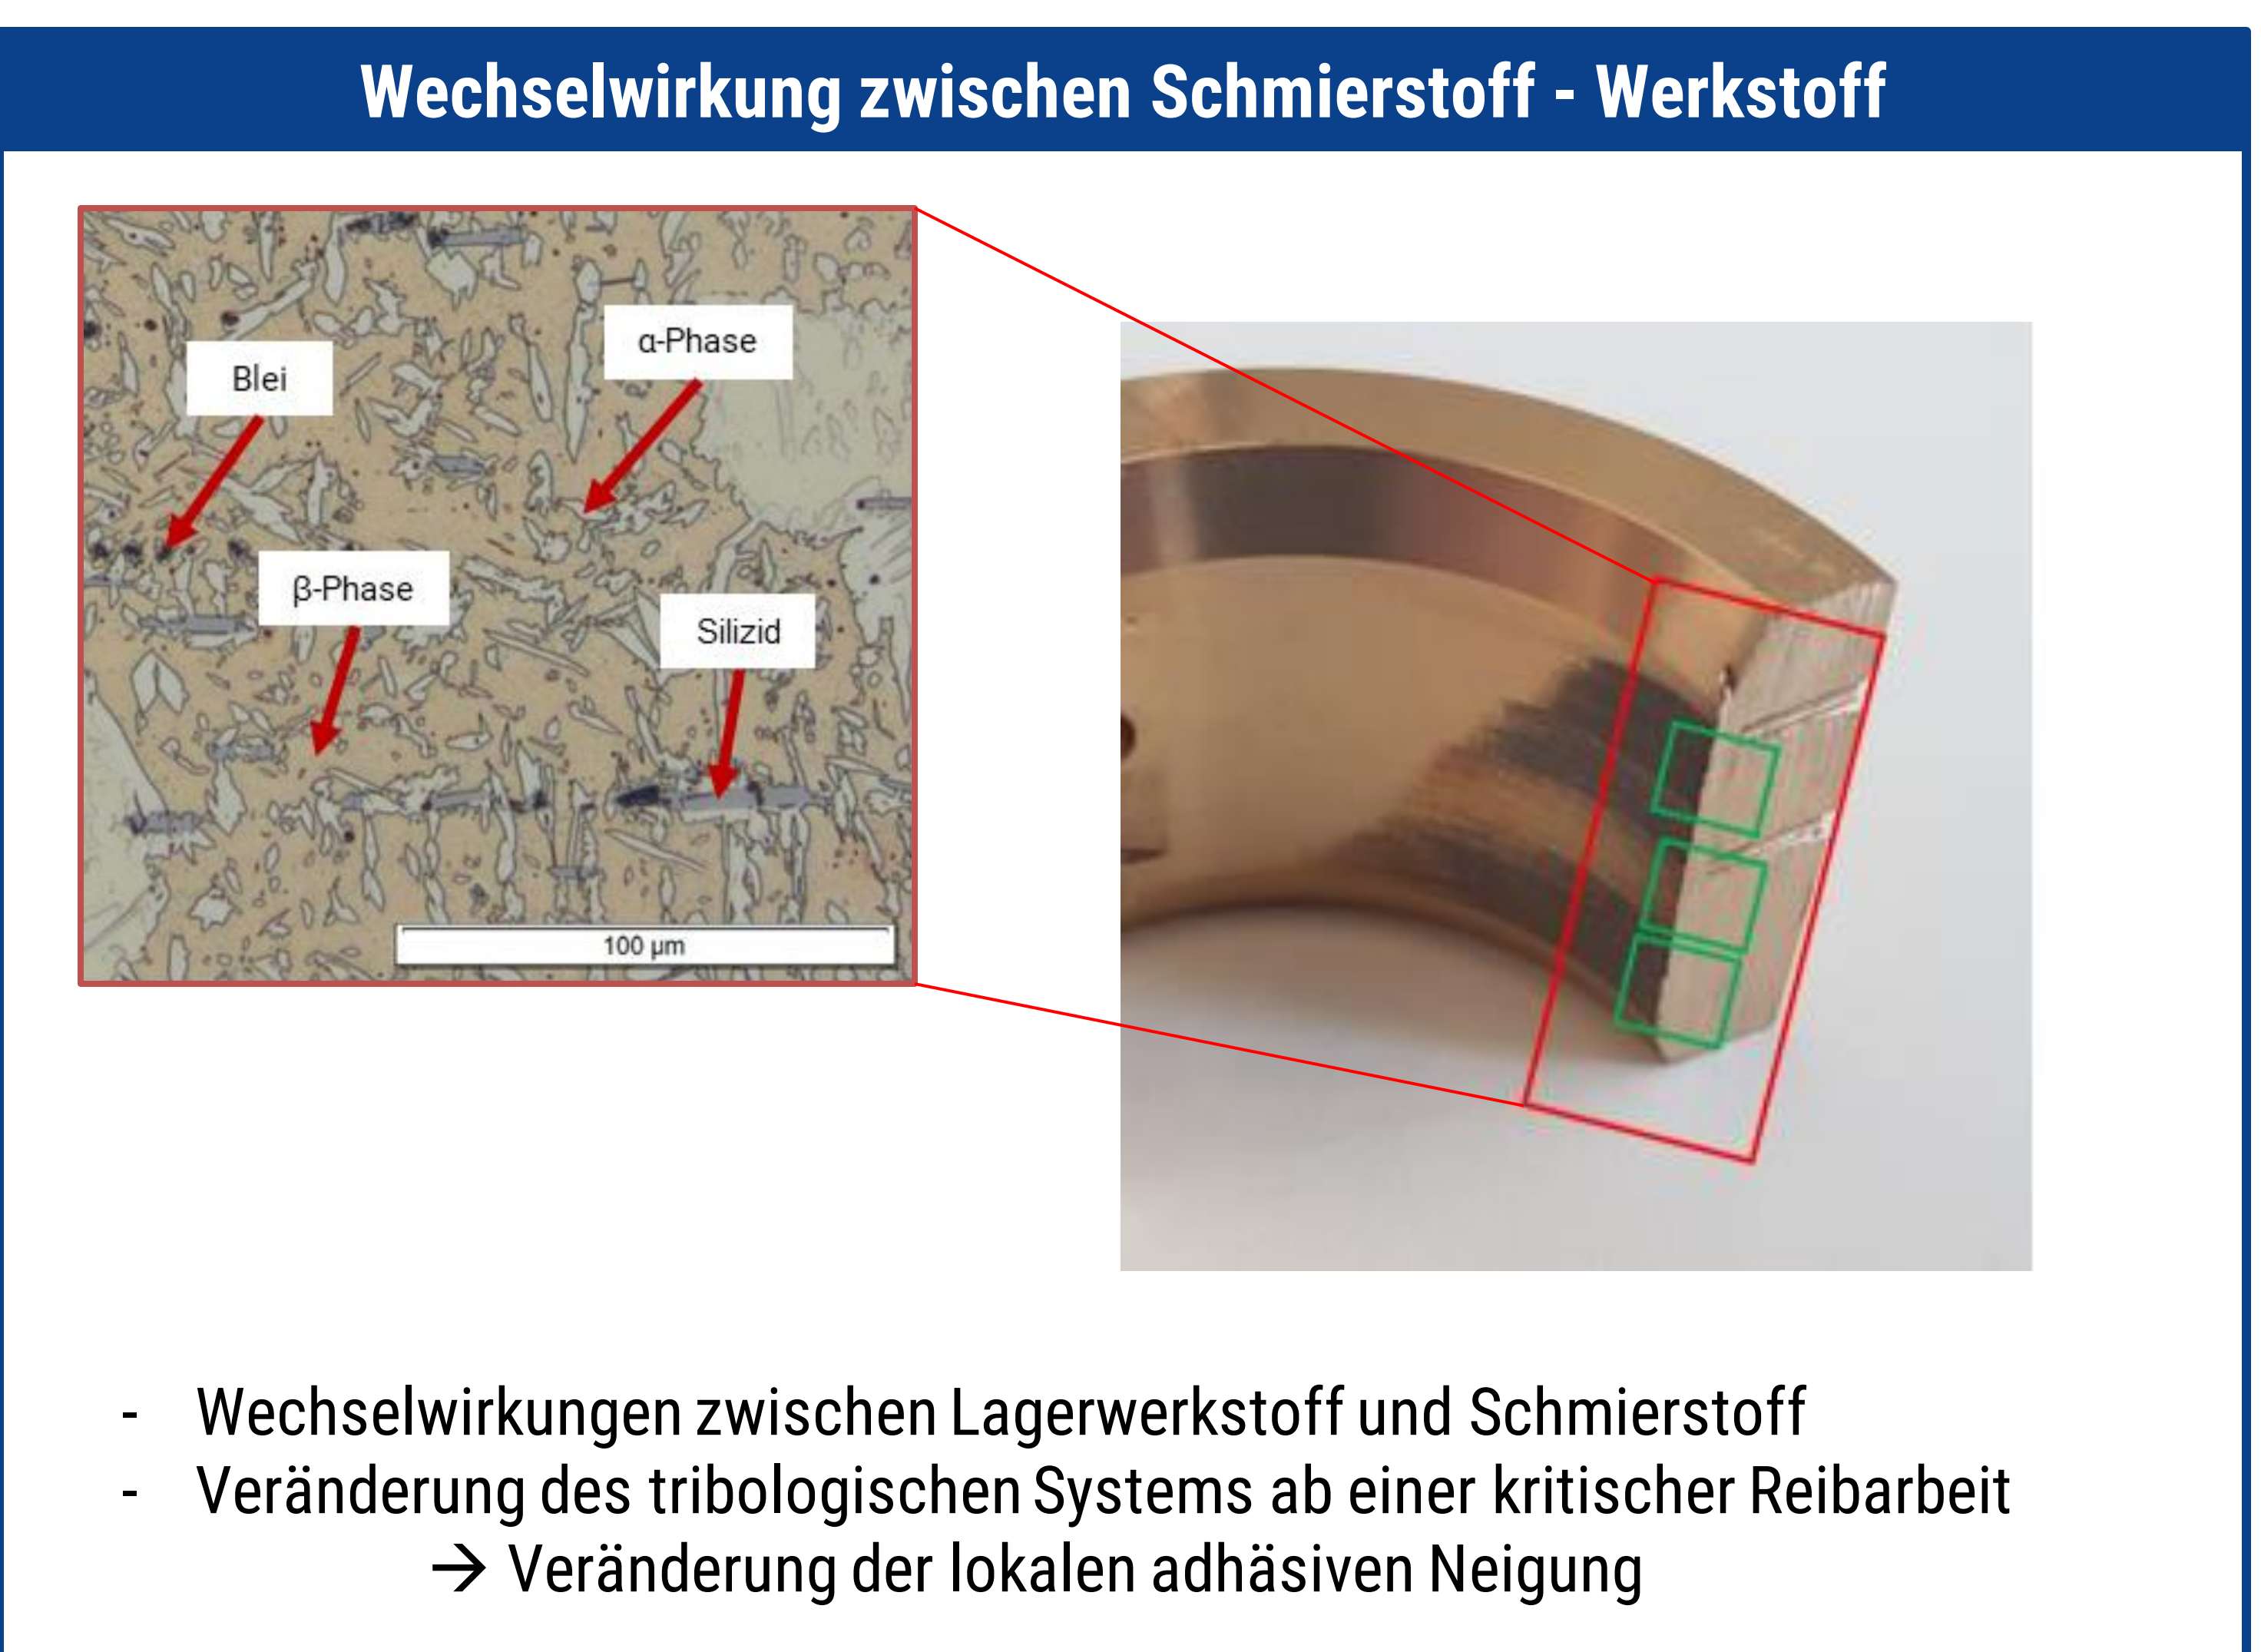 Wechselwirkung zwischen Schmierstoff - Werkstoff
α-Phase
Blei
β-Phase
Silizid
100 µm
- Wechselwirkungen zwischen Lagerwerkstoff und Schmierstoff
- Veränderung des tribologischen Systems ab einer kritischer Reibarbeit
→ Veränderung der lokalen adhäsiven Neigung